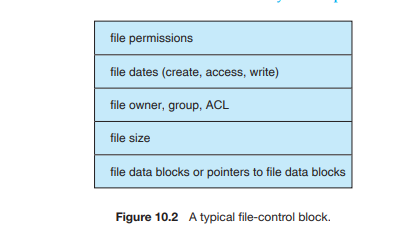 file permissions
file dates (create, access, write)
file owner, group, ACL
file size
file data blocks or pointers to file data blocks
Figure 10.2 A typical file-control block.